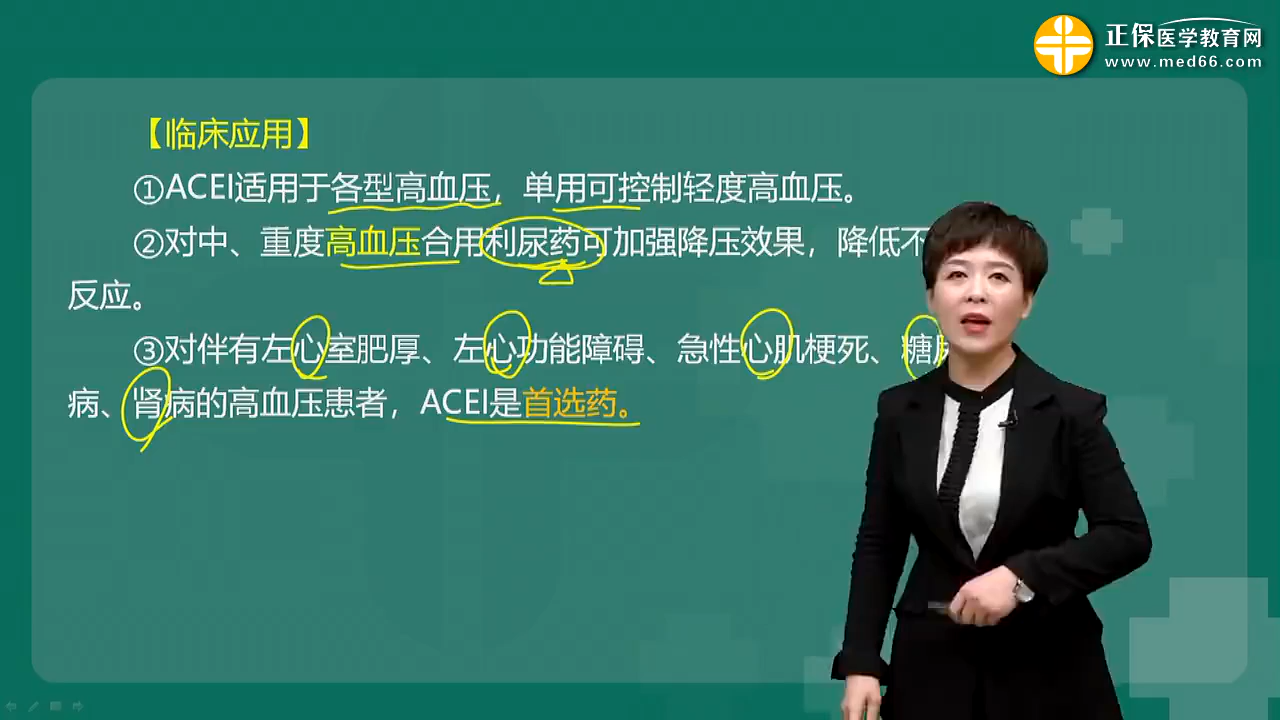 正保医学教育网
www.med66.com
【临床应用】
①ACEI适用于各型高血压，单用可控制轻度高血压。
②对中、重度高血压合用利尿药可加强降压效果，降低不
反应。
③对伴有左心室肥厚、左心功能障碍、急性心肌梗死、糖尿
病、肾病的高血压患者，ACEI是首选药。